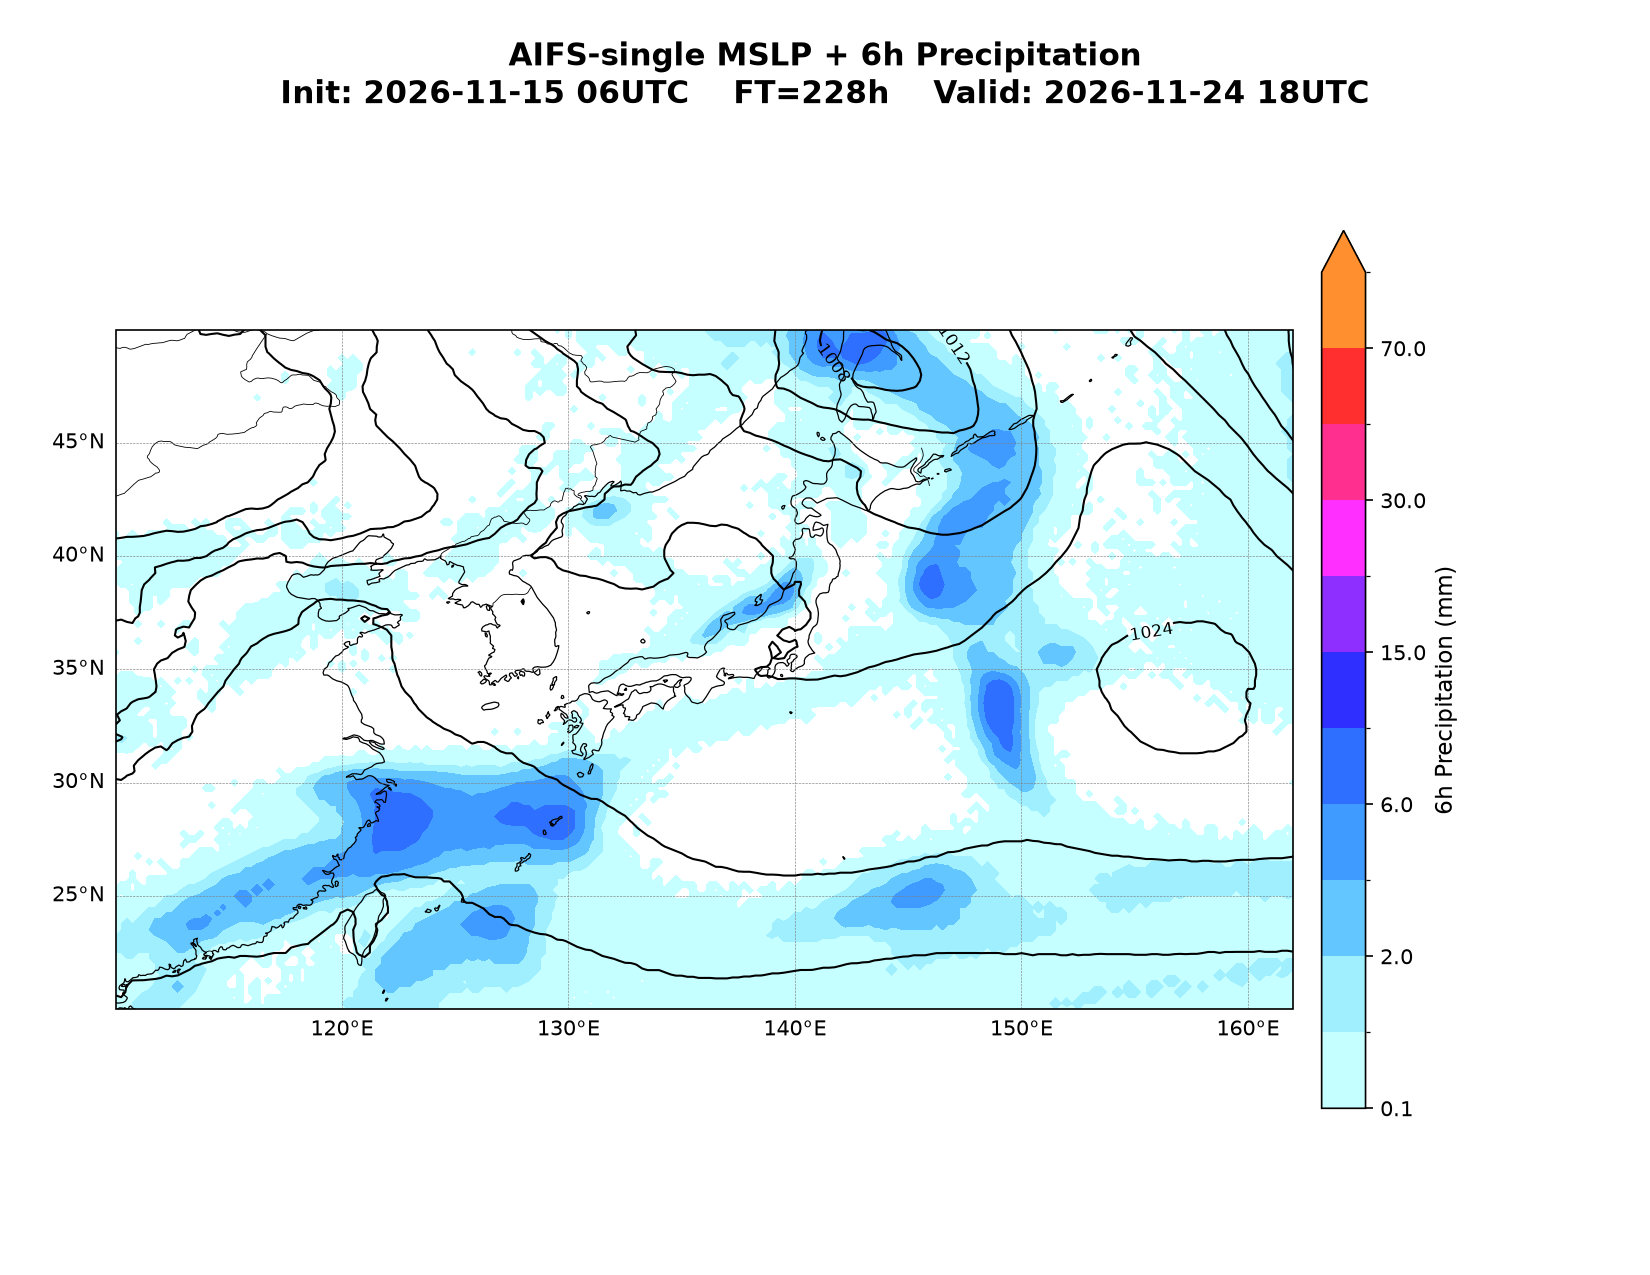 AIFS-single MSLP + 6h Precipitation
Init: 2026-11-15 06UTC    FT=228h    Valid: 2026-11-24 18UTC
1012
1008
1024
45°N
40°N
35°N
30°N
25°N
120°E
130°E
140°E
150°E
160°E
70.0
30.0
15.0
6.0
2.0
0.1
6h Precipitation (mm)